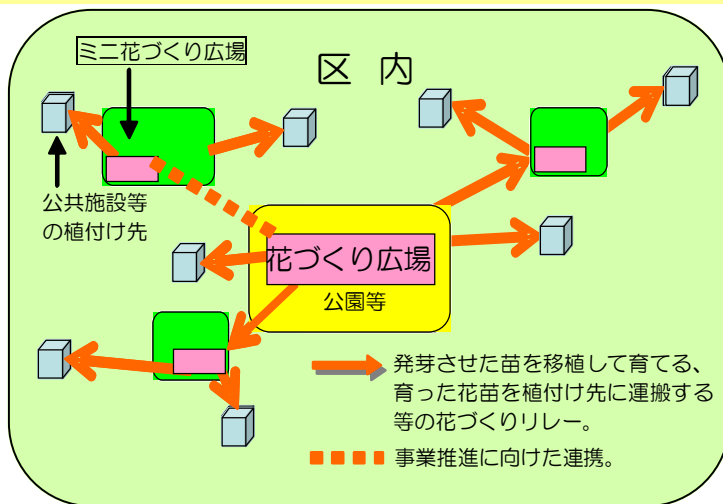 区 内
ミニ花づくり広場
公共施設等
の植付け先
花づくり広場
公園等
発芽させた苗を移植して育てる、
育った花苗を植付け先に運搬する
等の花づくりリレー。
事業推進に向けた連携。